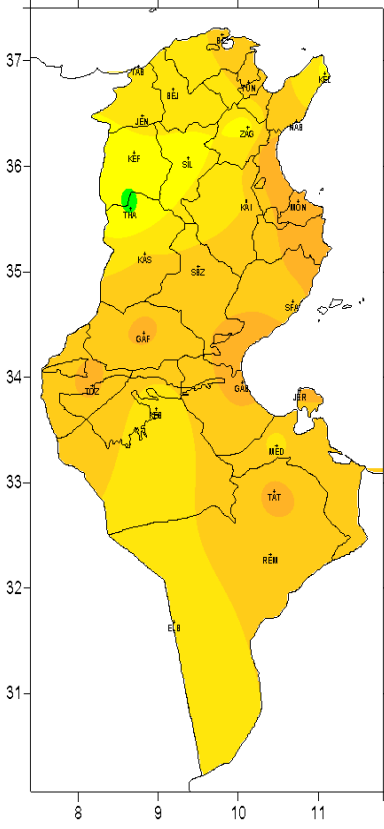 37
BIZ
TAB
KEL
BEJ
TUN
JEN
NAB
ZAG
36
KEF
SIL
THA
KAI
MON
35
KAS
SBZ
SFA
GAF
34
TOZ
GAB
JER
KEB
MED
33
TAT
32
REM
ELB
31
8
9
10
11